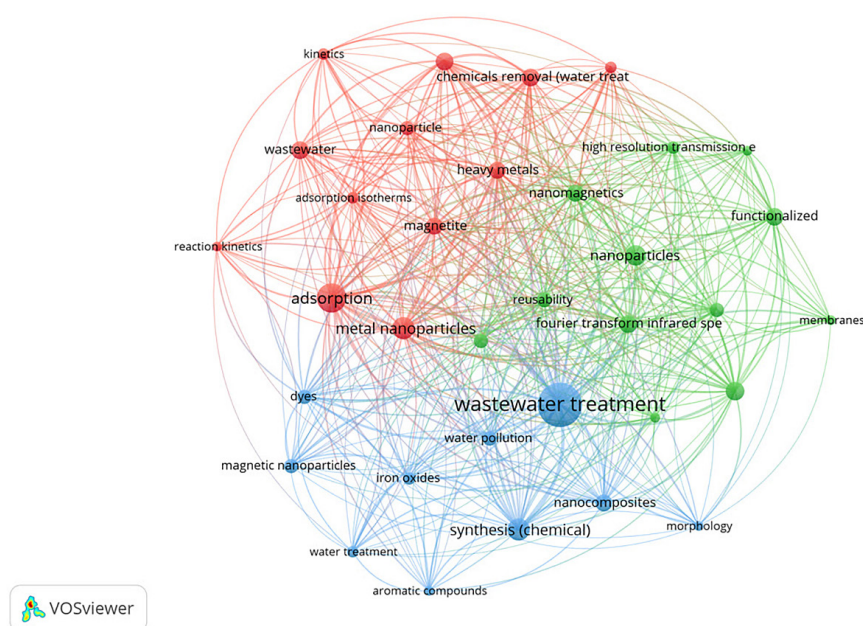 kinetics
chemicals removal (water treat
nanoparticle
wastewater
high resolution transmission e
heavy metals
nanomagnetics
adsorption isotherms
functionalized
magnetite
reaction kinetics
nanoparticles
adsorption
reusability
metal nanoparticles
fourier transform infrared spe
membranes
dyes
wastewater treatment
water pollution
magnetic nanoparticles
iron oxides
nanocomposites
synthesis (chemical)
morphology
water treatment
aromatic compounds
VOSviewer